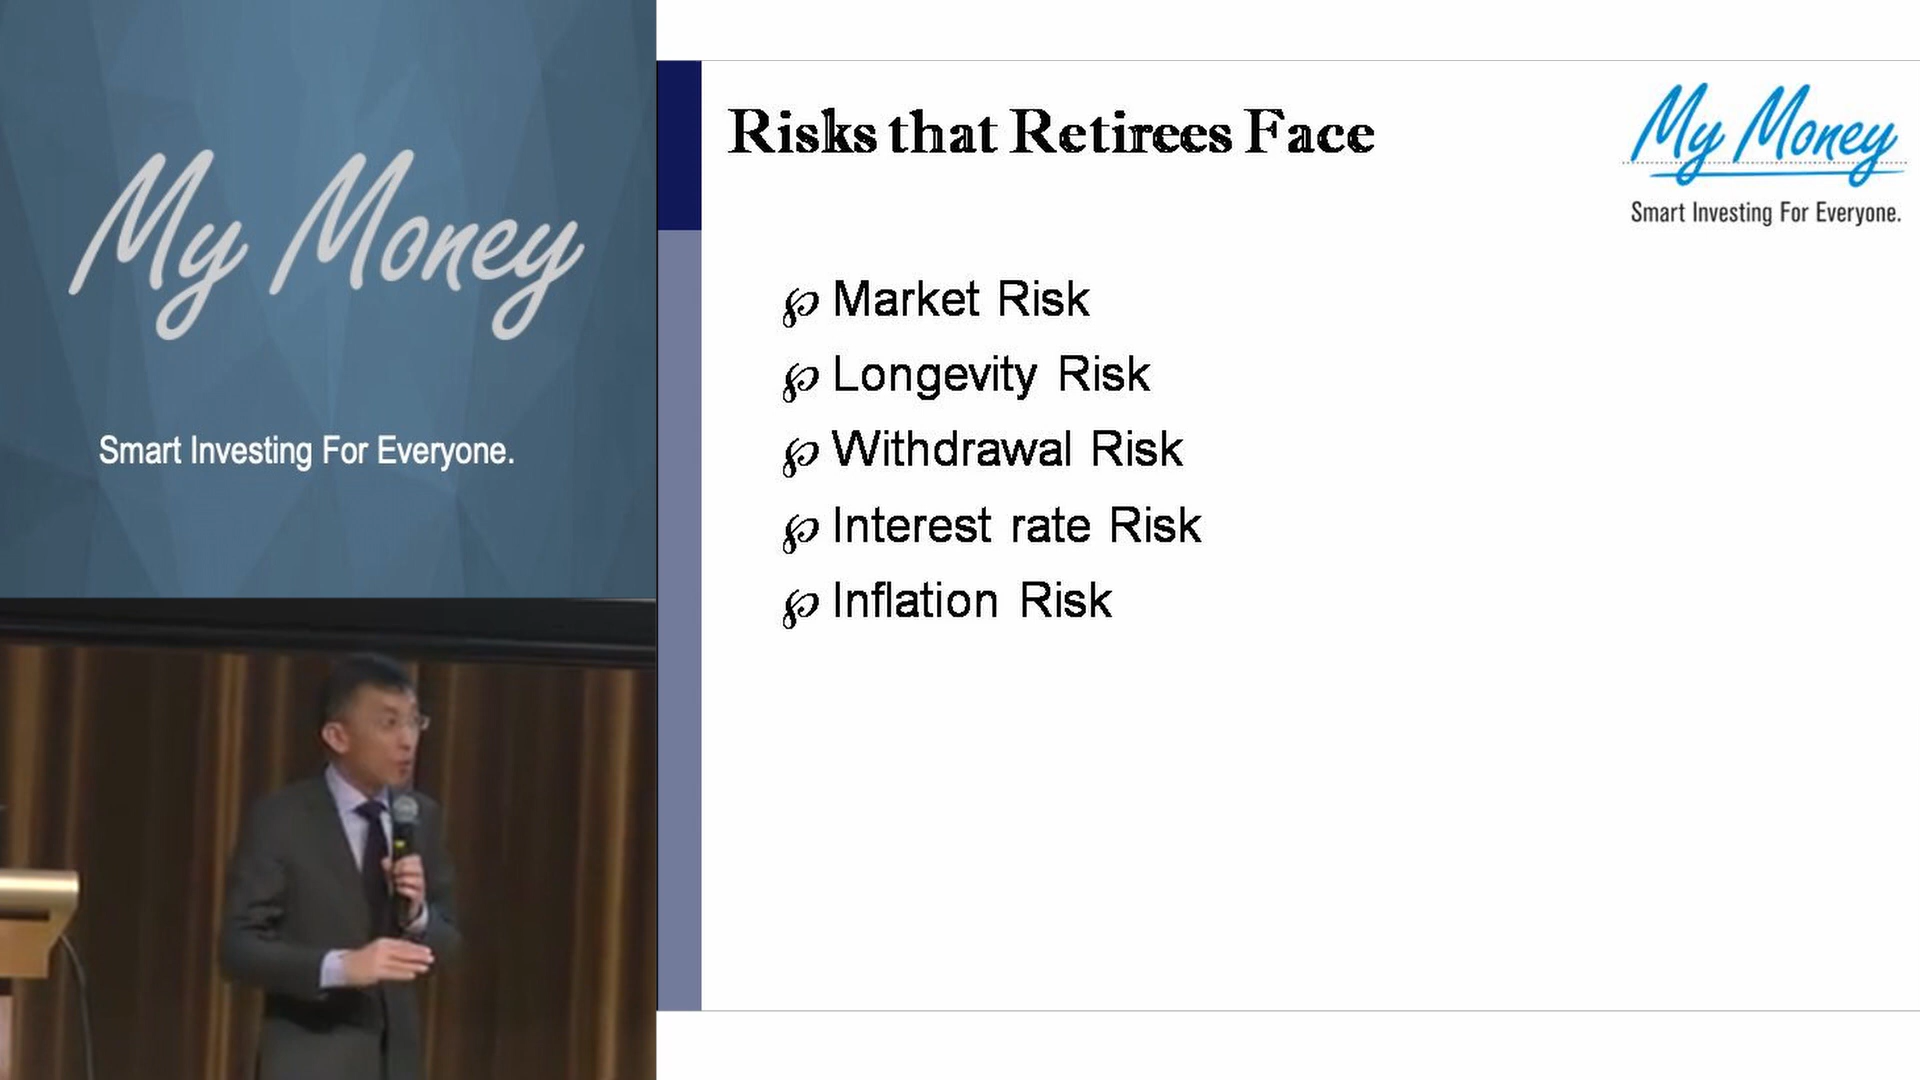 My Money
Smart Investing For Everyone.
Risks that Retirees Face
My Money
Smart Investing For Everyone.
Market Risk
Longevity Risk
Withdrawal Risk
Interest rate Risk
Inflation Risk